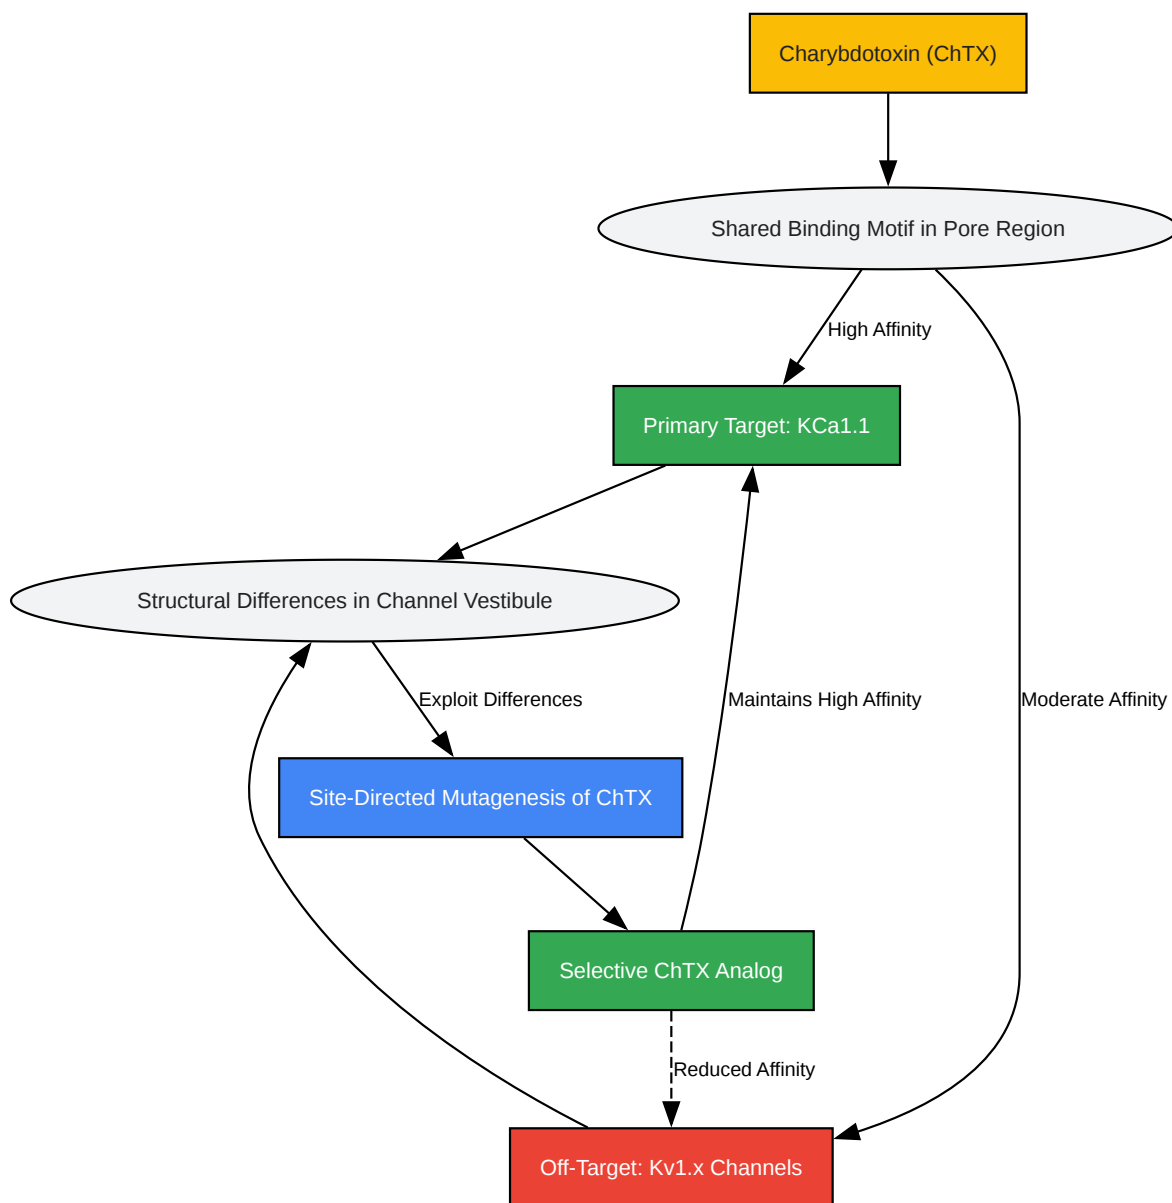 Charybdotoxin (ChTX)
Shared Binding Motif in Pore Region
High Affinity
Primary Target: KCa1.1
Structural Differences in Channel Vestibule
Exploit Differences
Maintains High Affinity
Moderate Affinity
Site-Directed Mutagenesis of ChTX
Selective ChTX Analog
Reduced Affinity
Off-Target: Kv1.x Channels